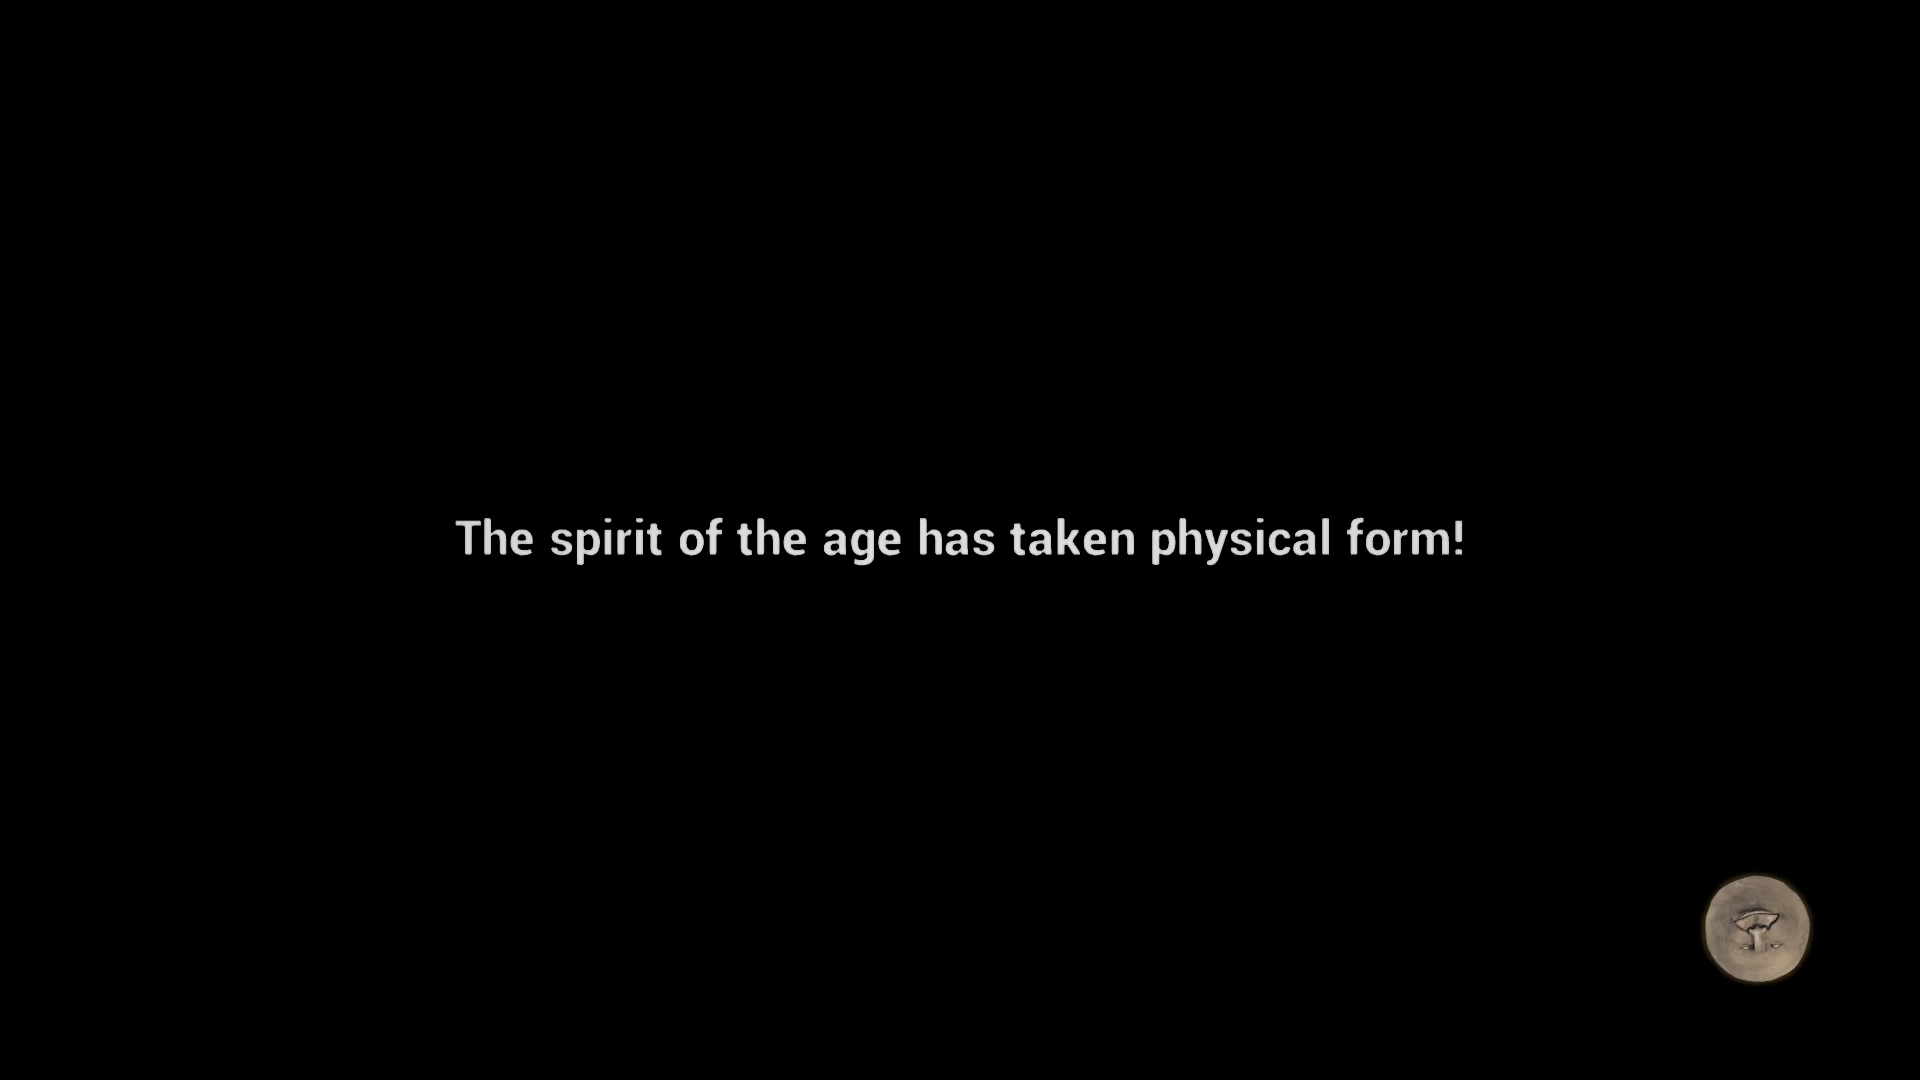 The spirit of the age has taken physical form!